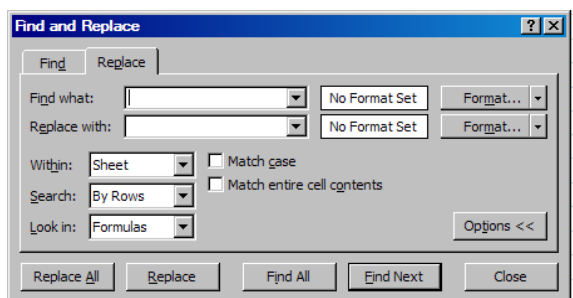 Find and Replace
Find Replace
Find what: No Format Set Format...
Replace with: No Format Set Format...
Within: Sheet Match case
Match entire cell contents
Search: By Rows
Look in: Formulas Options <<
Replace All Replace Find All Find Next Close